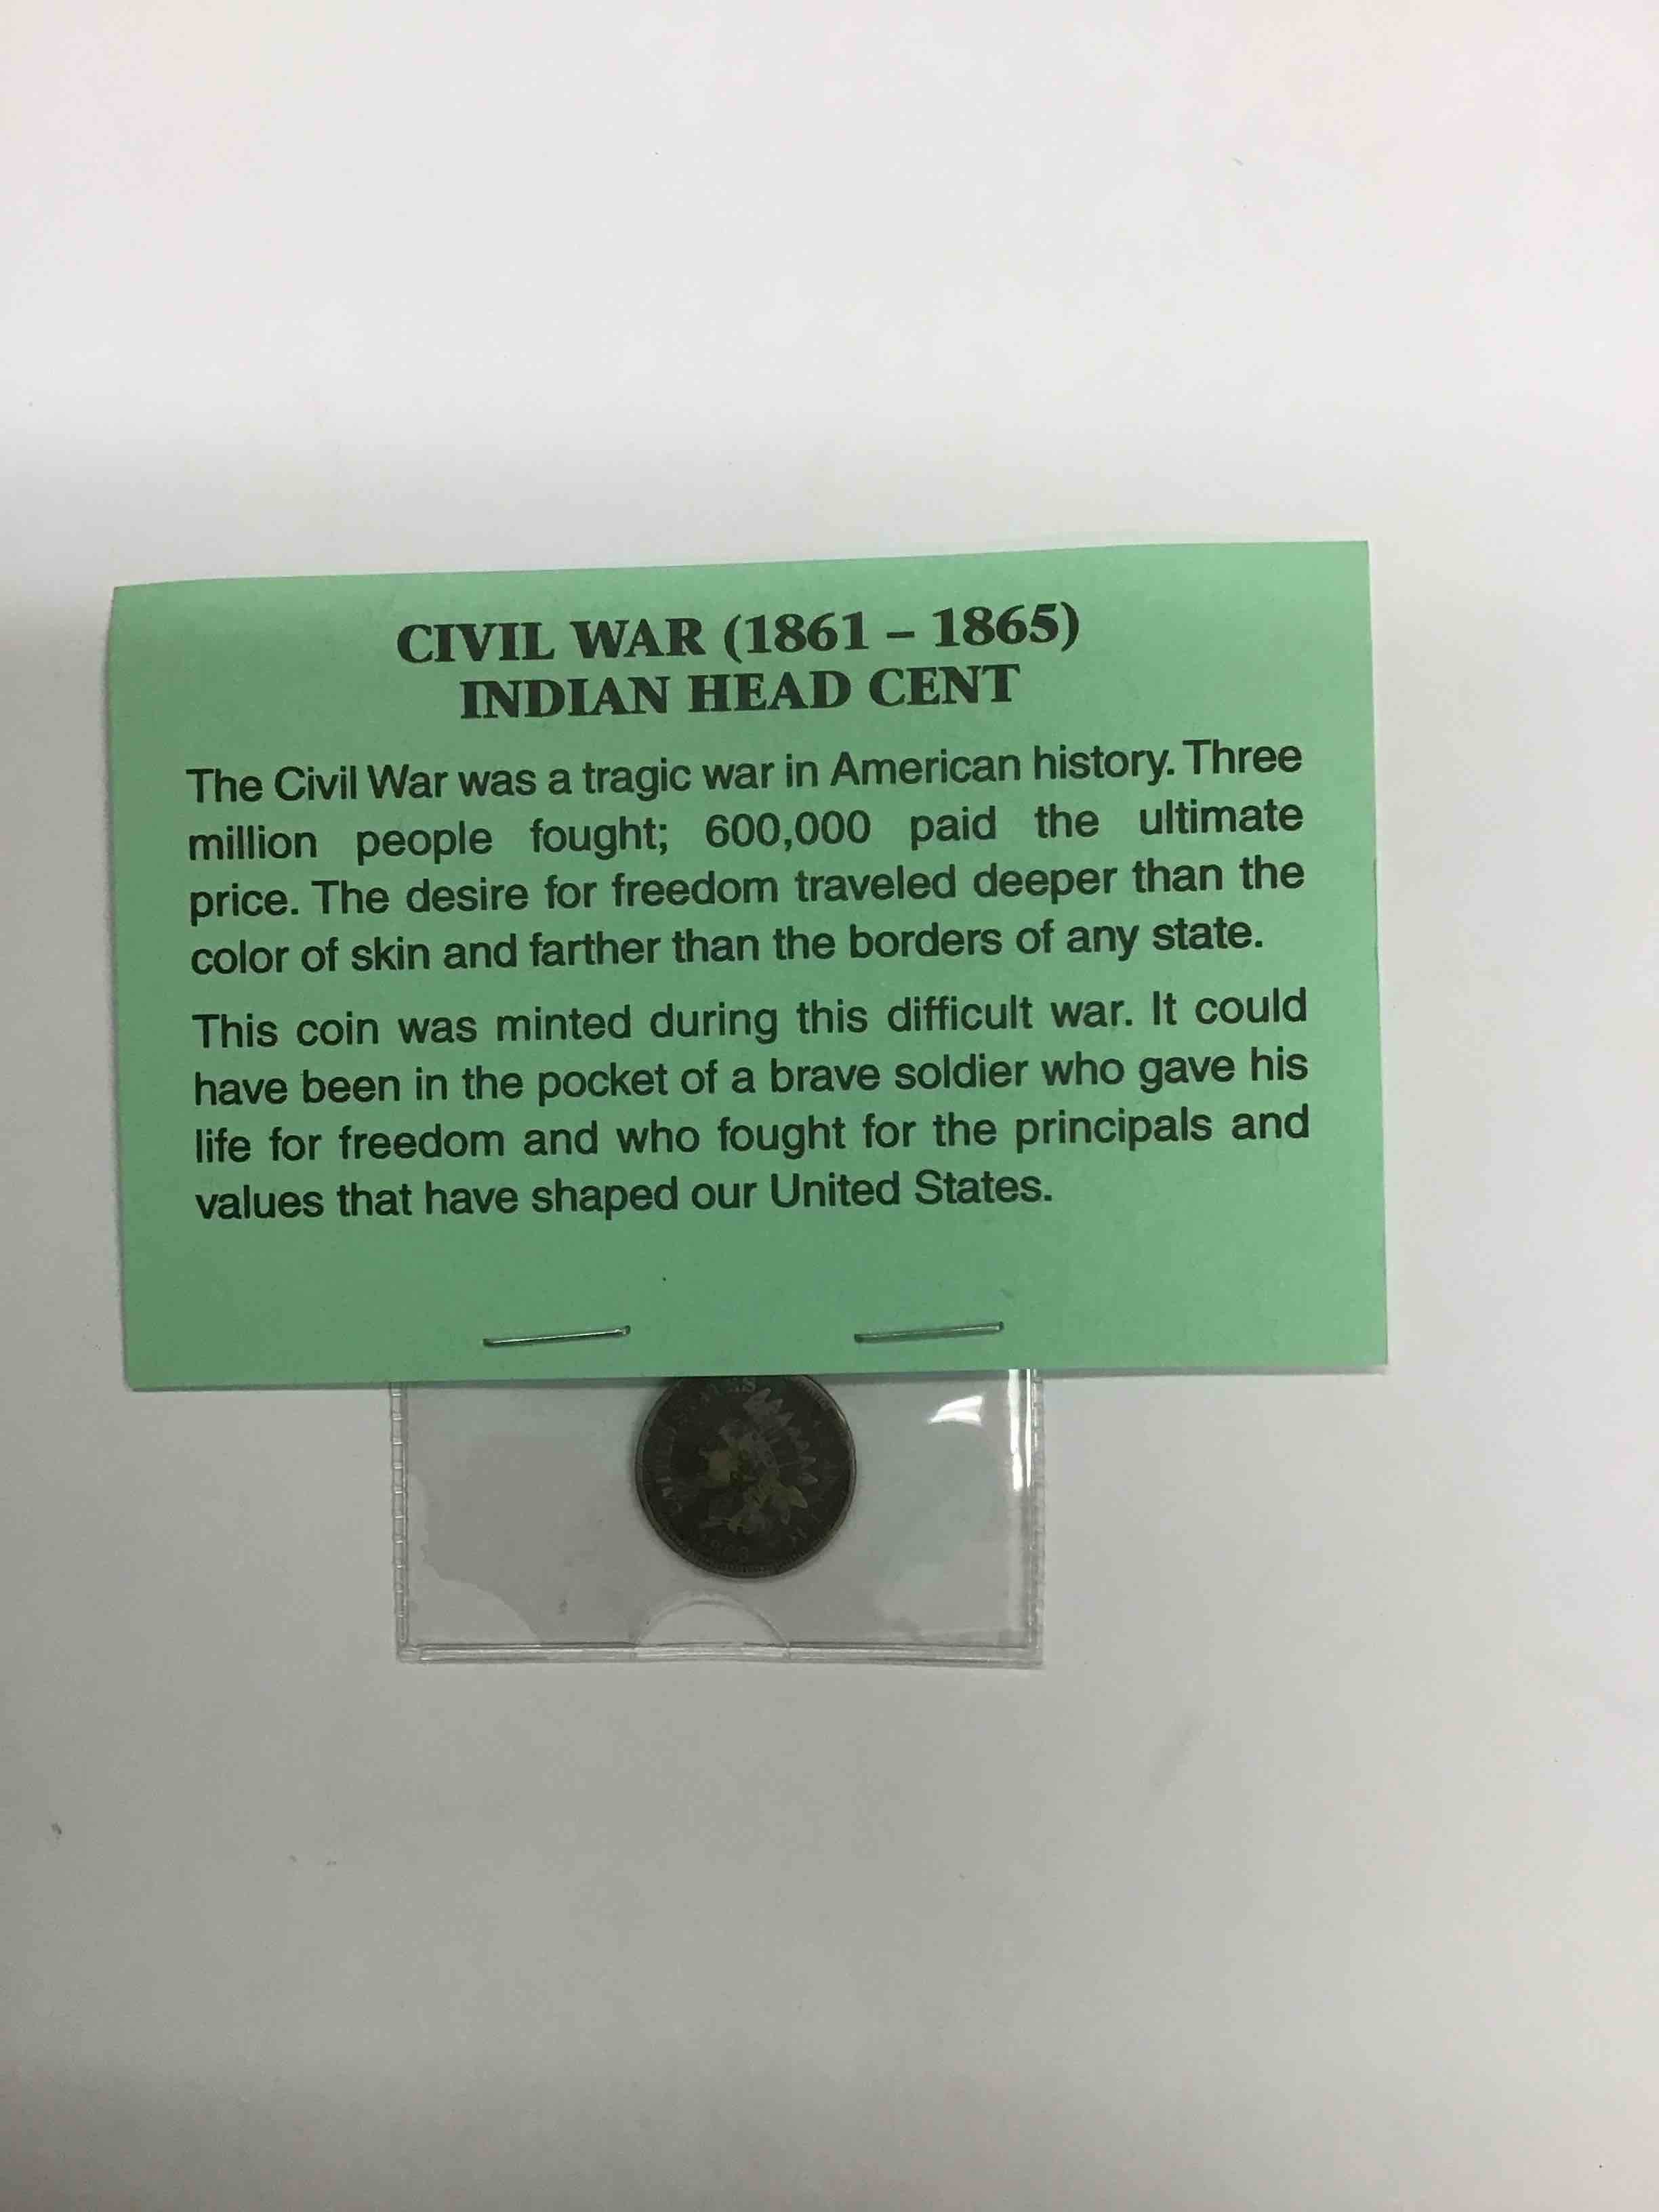 CIVIL WAR (1861 – 1865)
INDIAN HEAD CENT
The Civil War was a tragic war in American history. Three
million people fought; 600,000 paid the ultimate
price. The desire for freedom traveled deeper than the
color of skin and farther than the borders of any state.
This coin was minted during this difficult war. It could
have been in the pocket of a brave soldier who gave his
life for freedom and who fought for the principals and
values that have shaped our United States.